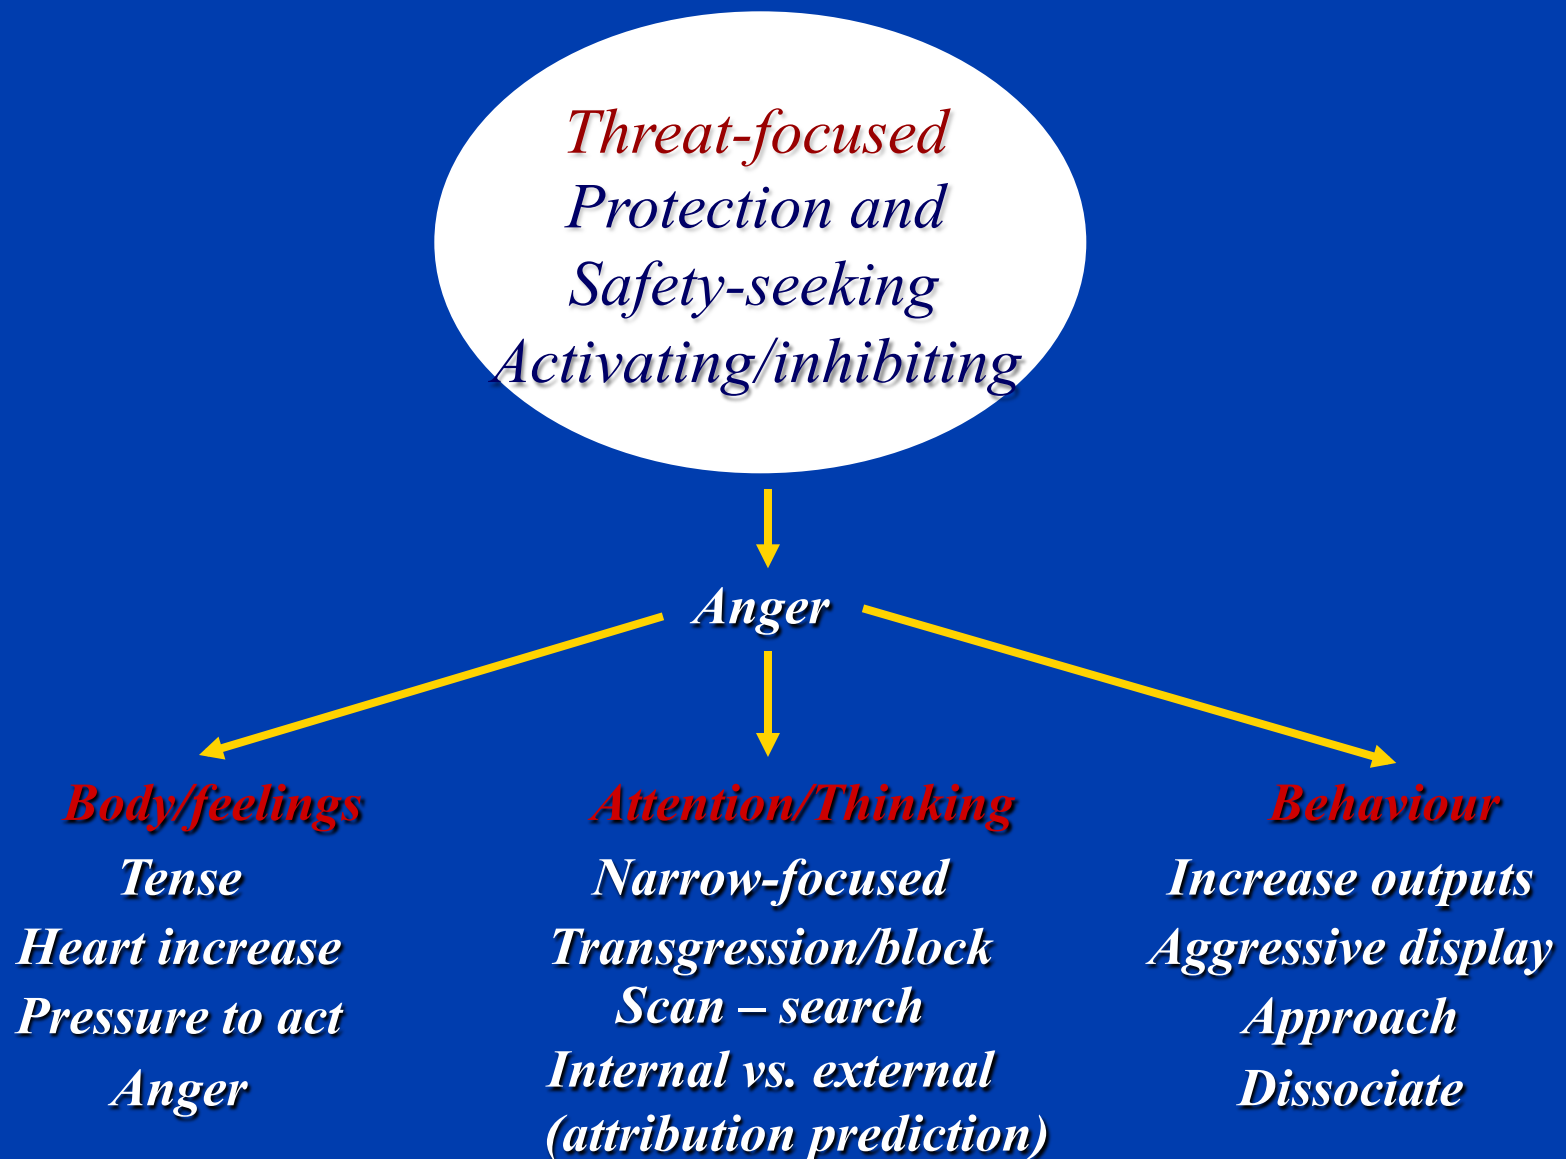 Threat-focused
Protection and
Safety-seeking
Activating/inhibiting
Anger
Body/feelings
Tense
Heart increase
Pressure to act
Anger
Attention/Thinking
Narrow-focused
Transgression/block
Scan – search
Internal vs. external
(attribution prediction)
Behaviour
Increase outputs
Aggressive display
Approach
Dissociate